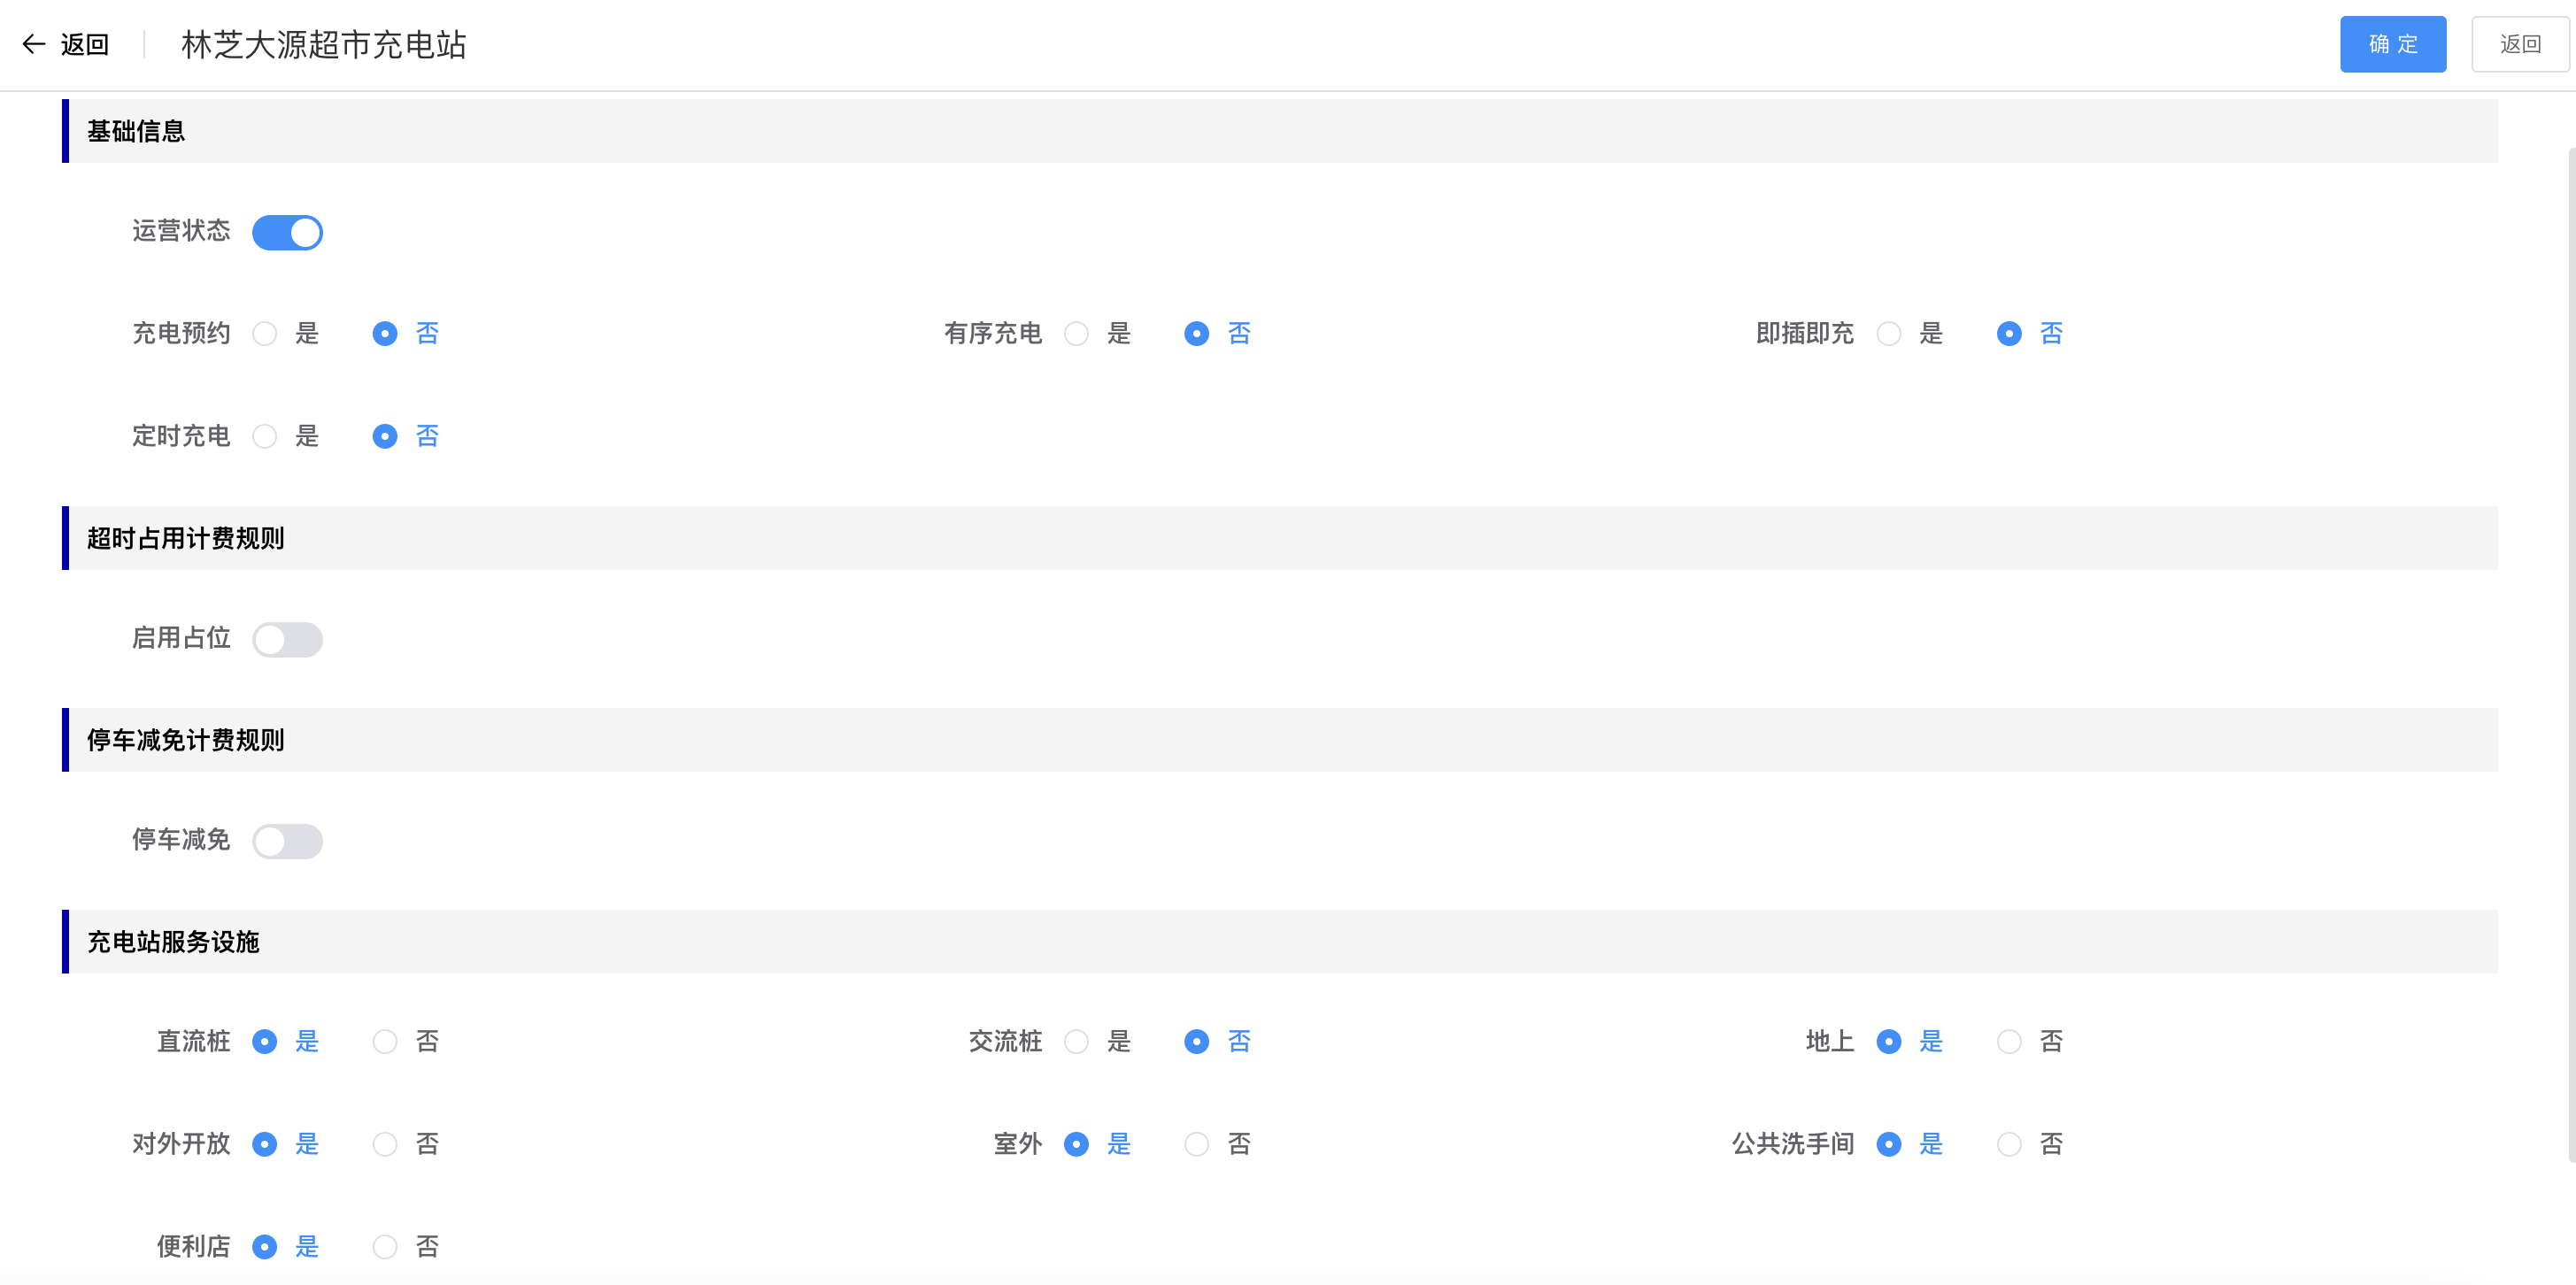 返回 林芝大源超市充电站 确 定 返回
基础信息
运营状态
充电预约 是 否 有序充电 是 否 即插即充 是 否
定时充电 是 否
超时占用计费规则
启用占位
停车减免计费规则
停车减免
充电站服务设施
直流桩 是 否 交流桩 是 否 地上 是 否
对外开放 是 否 室外 是 否 公共洗手间 是 否
便利店 是 否